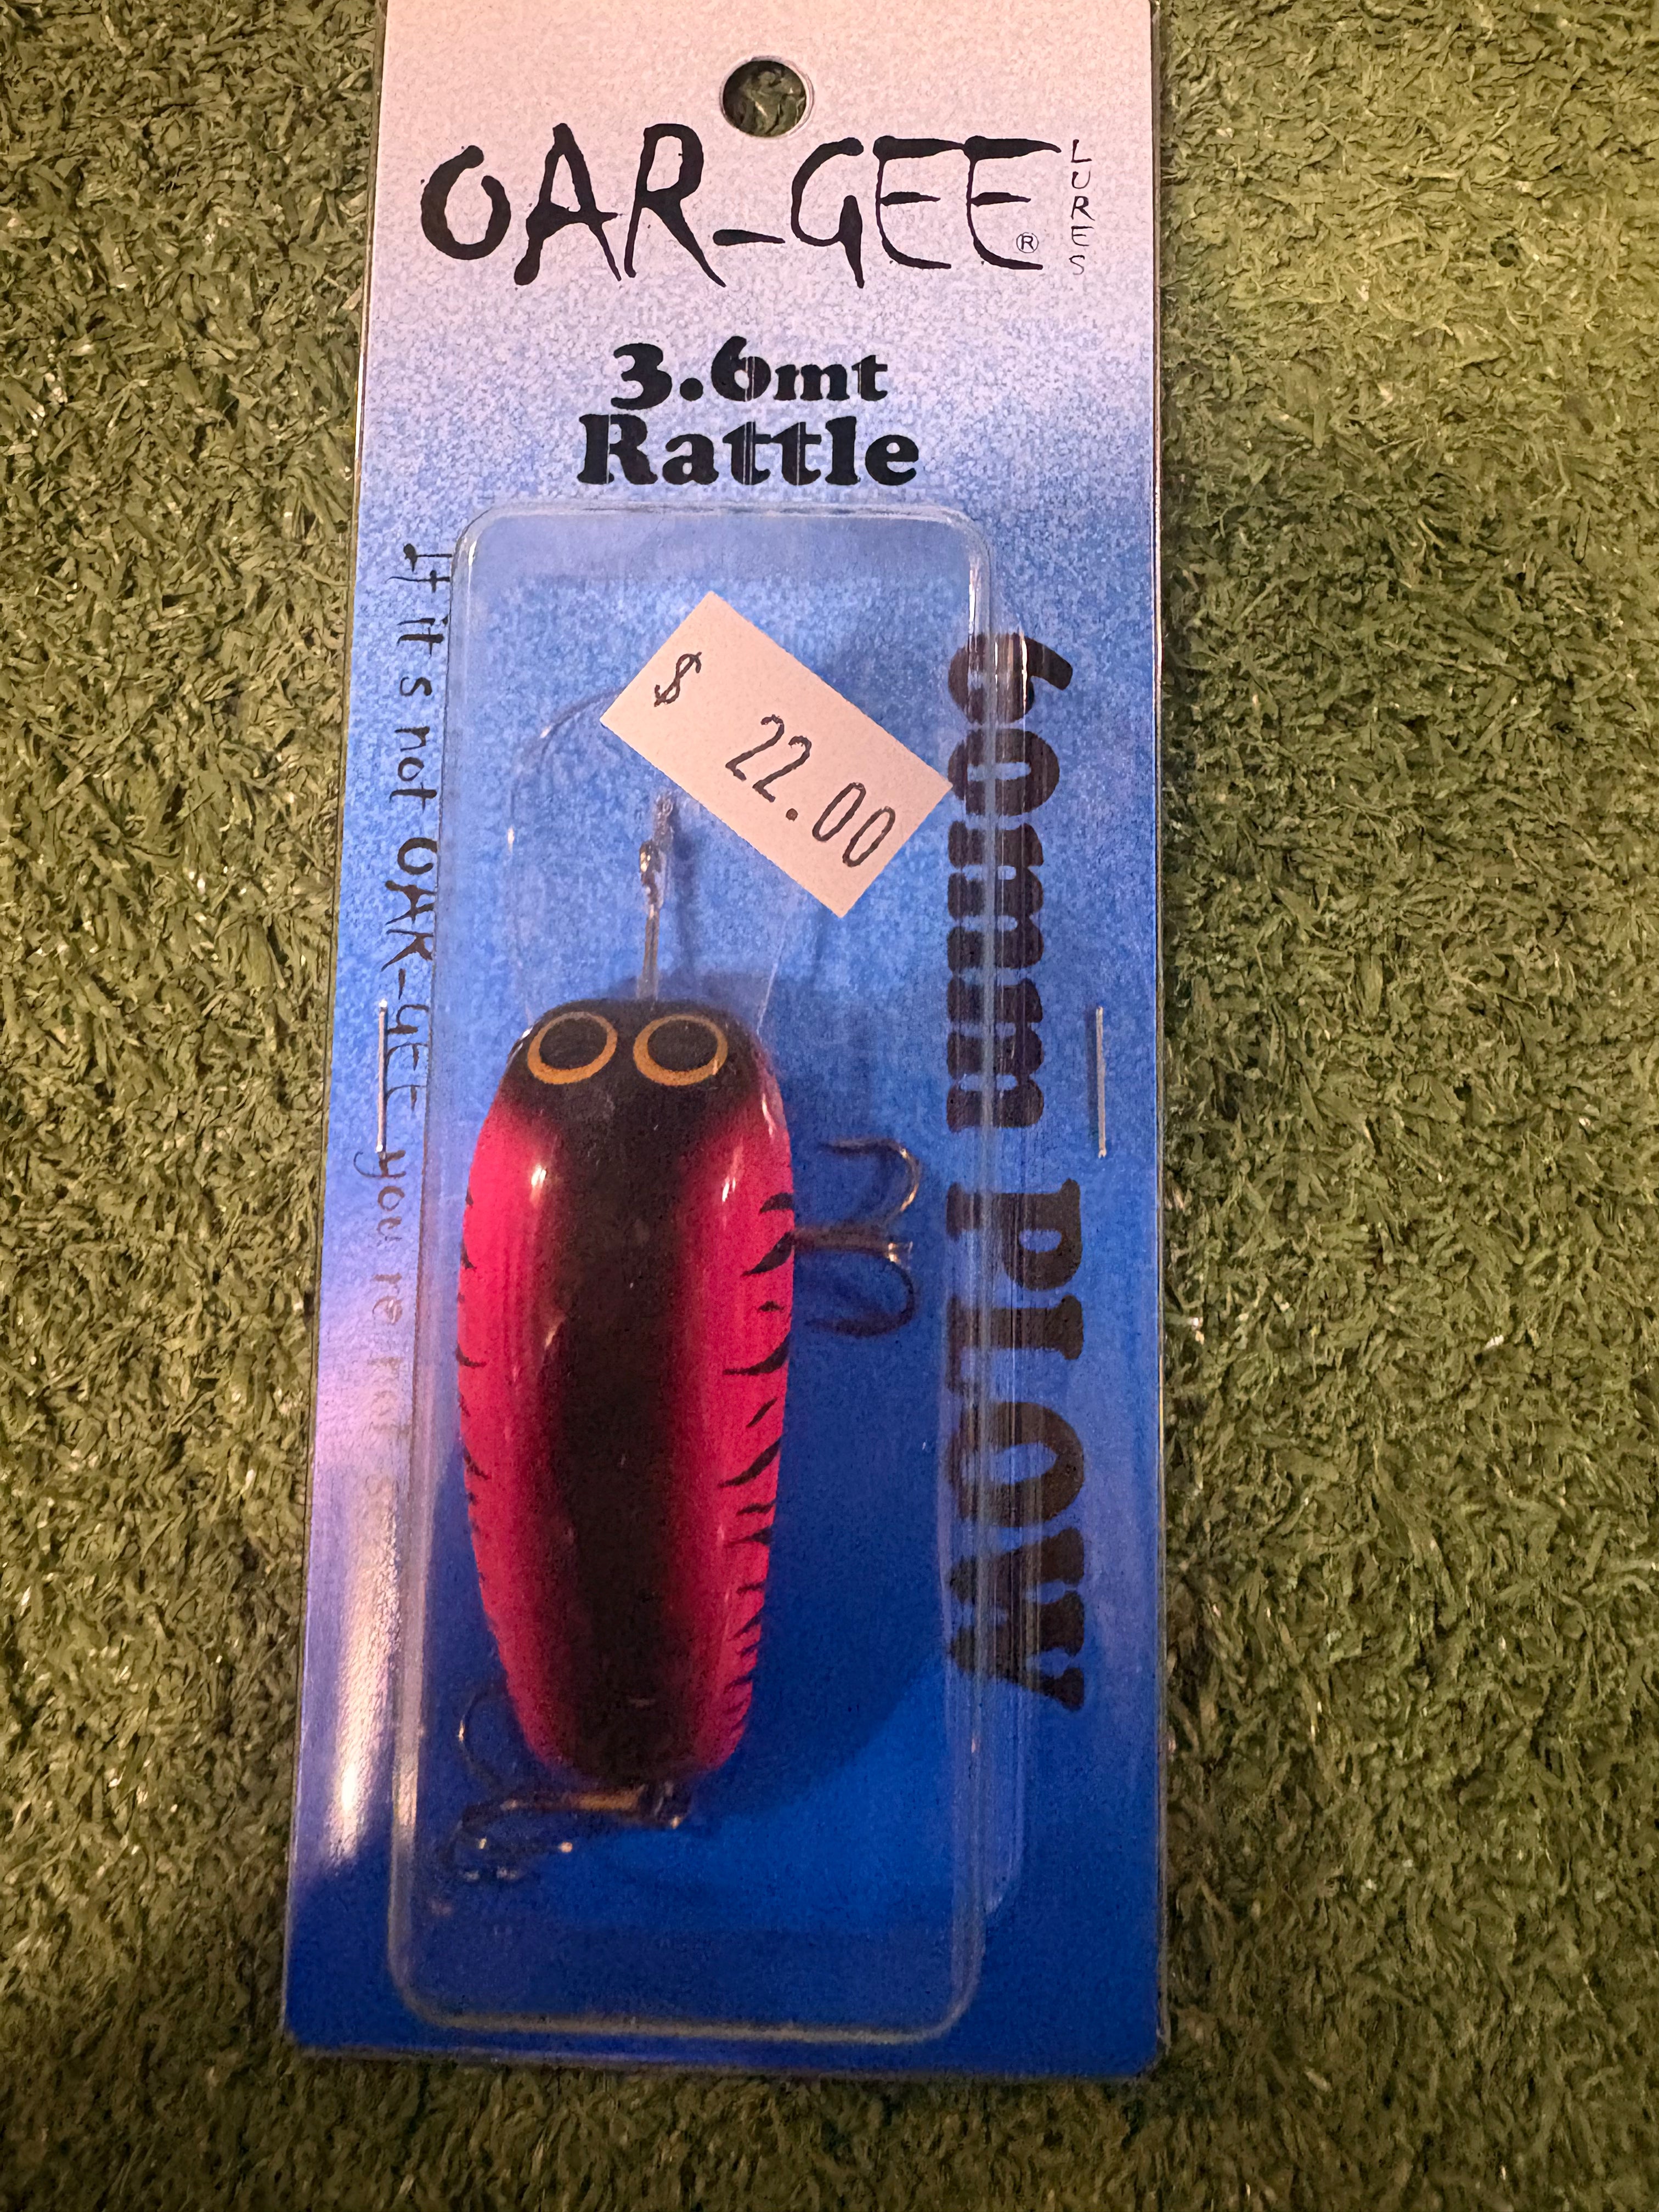 OAR-GEE®
LURES
3.6mt
Rattle
$ 22.00
If it s not OAR-GEE you re not
60mm PLOW